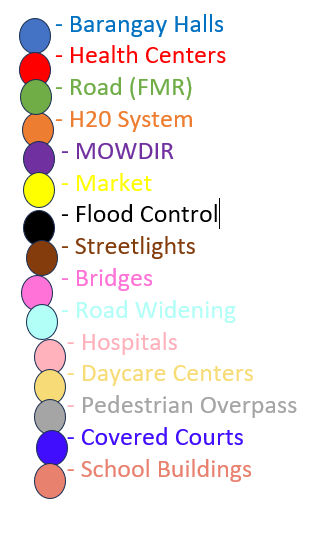 - Barangay Halls
- Health Centers
- Road (FMR)
- H20 System
- MOWDIR
- Market
- Flood Control
- Streetlights
- Bridges
- Road Widening
- Hospitals
- Daycare Centers
- Pedestrian Overpass
- Covered Courts
- School Buildings